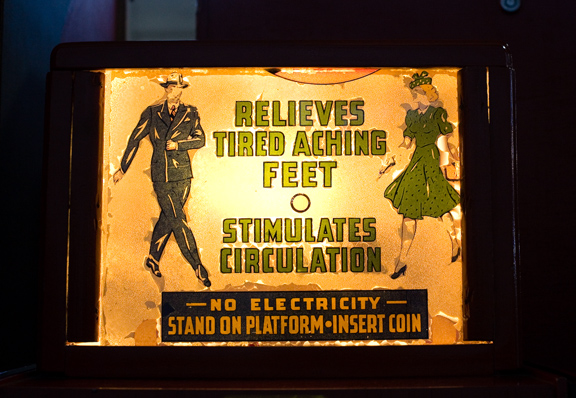 RELIEVES
TIRED ACHING
FEET
STIMULATES
CIRCULATION
— NO ELECTRICITY —
STAND ON PLATFORM • INSERT COIN